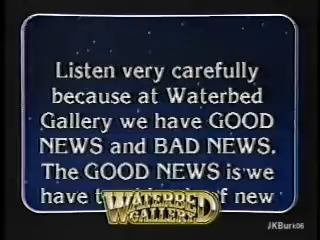 Listen very carefully
because at Waterbed
Gallery we have GOOD
NEWS and BAD NEWS.
The GOOD NEWS is we
have of new
WATERBED
GALLERY
JKBurk06